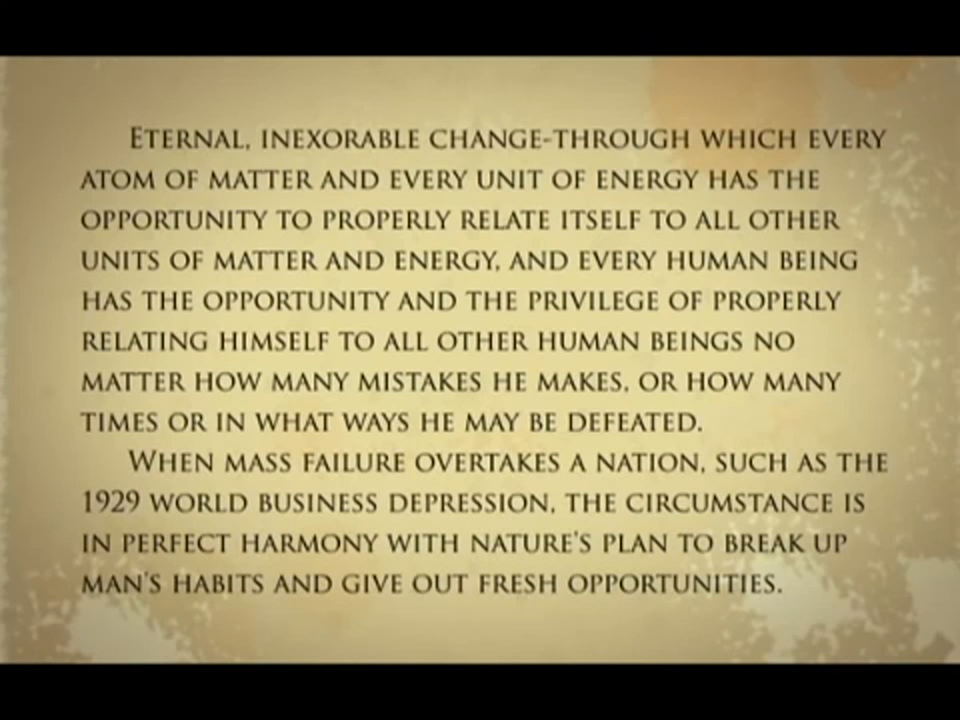 ETERNAL, INEXORABLE CHANGE-THROUGH WHICH EVERY
ATOM OF MATTER AND EVERY UNIT OF ENERGY HAS THE
OPPORTUNITY TO PROPERLY RELATE ITSELF TO ALL OTHER
UNITS OF MATTER AND ENERGY, AND EVERY HUMAN BEING
HAS THE OPPORTUNITY AND THE PRIVILEGE OF PROPERLY
RELATING HIMSELF TO ALL OTHER HUMAN BEINGS NO
MATTER HOW MANY MISTAKES HE MAKES, OR HOW MANY
TIMES OR IN WHAT WAYS HE MAY BE DEFEATED.
WHEN MASS FAILURE OVERTAKES A NATION, SUCH AS THE
1929 WORLD BUSINESS DEPRESSION, THE CIRCUMSTANCE IS
IN PERFECT HARMONY WITH NATURE'S PLAN TO BREAK UP
MAN'S HABITS AND GIVE OUT FRESH OPPORTUNITIES.